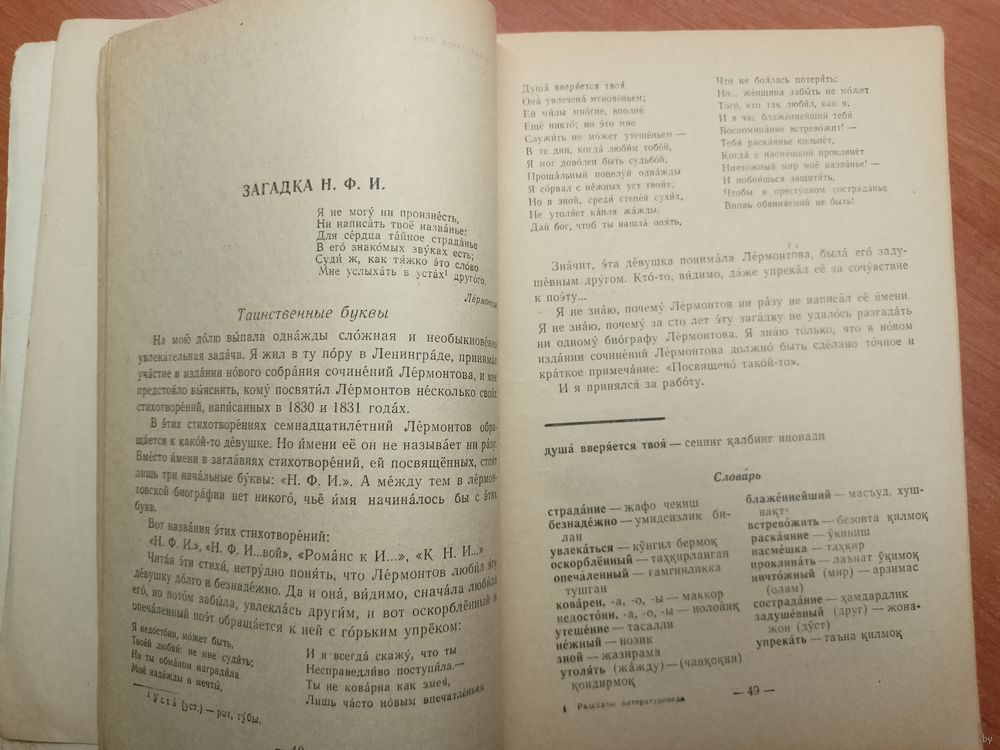 ЗАГАДКА Н. Ф. И.
Я не могу́ ни произне́сть,
Ни написа́ть твоё назва́нье:
Для се́рдца та́йное страда́нье
В его́ знако́мых зву́ках есть;
Суди́ ж, как тя́жко э́то сло́во
Мне услыха́ть в уста́х¹ друго́го.
Ле́рмонтов
Таинственные буквы
На мою́ до́лю вы́пала одна́жды сло́жная и необыкнове́нно
увлека́тельная зада́ча. Я жил в ту по́ру в Ленингра́де, принима́л
уча́стие в изда́нии но́вого собра́ния сочине́ний Ле́рмонтова, и мне
предстоя́ло вы́яснить, кому́ посвяти́л Ле́рмонтов не́сколько свои́х
стихотворе́ний, напи́санных в 1830 и 1831 года́х.
В э́тих стихотворе́ниях семнадцатиле́тний Ле́рмонтов обра-
ща́ется к како́й-то де́вушке. Но и́мени её он не называ́ет ни ра́зу.
Вме́сто и́мени в загла́виях стихотворе́ний, ей посвящённых, стоя́т
лишь три нача́льные бу́квы: «Н. Ф. И.». А ме́жду тем в ле́рмон-
товской биогра́фии нет никого́, чьё и́мя начина́лось бы с э́тих
букв.
Вот назва́ния э́тих стихотворе́ний:
«Н. Ф. И.», «Н. Ф. И...вой», «Рома́нс к И...», «К Н. И...»
Чита́я э́ти стихи́, нетру́дно поня́ть, что Ле́рмонтов люби́л э́ту
де́вушку до́лго и безнаде́жно. Да и она́, ви́димо, снача́ла люби́ла
его́, но пото́м забы́ла, увлекла́сь други́м, и вот оскорблённый и
опеча́ленный поэ́т обраща́ется к ней с го́рьким упрёком:
Я недосто́ин, мо́жет быть,
Твое́й любви́: не мне суди́ть;
Но ты обма́ном награди́ла
Мои́ наде́жды и мечты́,
И я всегда́ скажу́, что ты
Несправедли́во поступи́ла.—
Ты не кова́рна как змея́,
Лишь ча́сто но́вым впечатле́ньям
¹ Уста́ (уст.) — рот, гу́бы.
— 48
Душа́ вверя́ется твоя́.
Она́ увлечена́ мгнове́ньем;
Ей ми́лы мно́гие, вполне́
Ещё никто́; но э́то мне
Служи́ть не мо́жет утеше́ньем.—
В те дни, когда́ люби́м тобо́й,
Я мог дово́лен быть судьбо́й,
Проща́льный поцелу́й одна́жды
Я сорва́л с не́жных уст твои́х;
Но в зной, среди́ степе́й сухи́х,
Не утоля́ет ка́пля жа́жды.
Дай бог, чтоб ты нашла́ опя́ть,
Что не боя́лась потеря́ть;
Но... же́нщина забы́ть не мо́жет
Того́, кто так люби́л, как я;
И в час блаже́ннейший тебя́
Воспомина́ние встрево́жит! —
Тебя́ раска́янье кольнёт,
Когда́ с насме́шкой проклянёт
Ничто́жный мир моё назва́нье! —
И побои́шься защити́ть,
Что́бы в престу́пном сострада́нье
Вновь обвиня́емой не быть!
Зна́чит, э́та де́вушка понима́ла Ле́рмонтова, была́ его́ заду-
ше́вным дру́гом. Кто́-то, ви́димо, да́же упрека́л её за сочу́вствие
к поэ́ту...
Я не зна́ю, почему́ Ле́рмонтов ни ра́зу не написа́л её и́мени.
Я не зна́ю, почему́ за сто лет э́ту зага́дку не удало́сь разгада́ть
ни одному́ био́графу Ле́рмонтова. Я зна́ю то́лько, что в но́вом
изда́нии сочине́ний Ле́рмонтова должно́ быть сде́лано то́чное и
кра́ткое примеча́ние: «Посвящено́ тако́й-то».
И я принялся́ за рабо́ту.
душа́ вверя́ется твоя́ — сенинг қалбинг инонади
Слова́рь
страда́ние — жафо чекиш
безнаде́жно — умидсизлик би-
лан
увлека́ться — кўнгил бермоқ
оскорблённый — таҳқирланган
опеча́ленный — ғамгинликка
тушган
кова́рен, -а, -о, -ы — маккор
недосто́ин, -а, -о, -ы — нолойиқ
утеше́ние — тасалли
не́жный — нозик
зной — жазирама
утоля́ть (жа́жду) — (чанқоқни)
қондирмоқ
блаже́ннейший — масъуд, хуш-
вақт
встрево́жить — безовта қилмоқ
раска́яние — ўкиниш
насме́шка — таҳқир
проклина́ть — лаънат ўқимоқ
ничто́жный (мир) — арзимас
(олам)
сострада́ние — ҳамдардлик
заду́ше́вный (друг) — жона-
жон (дўст)
упрека́ть — таъна қилмоқ
— 49 —
Рассказы литературоведа